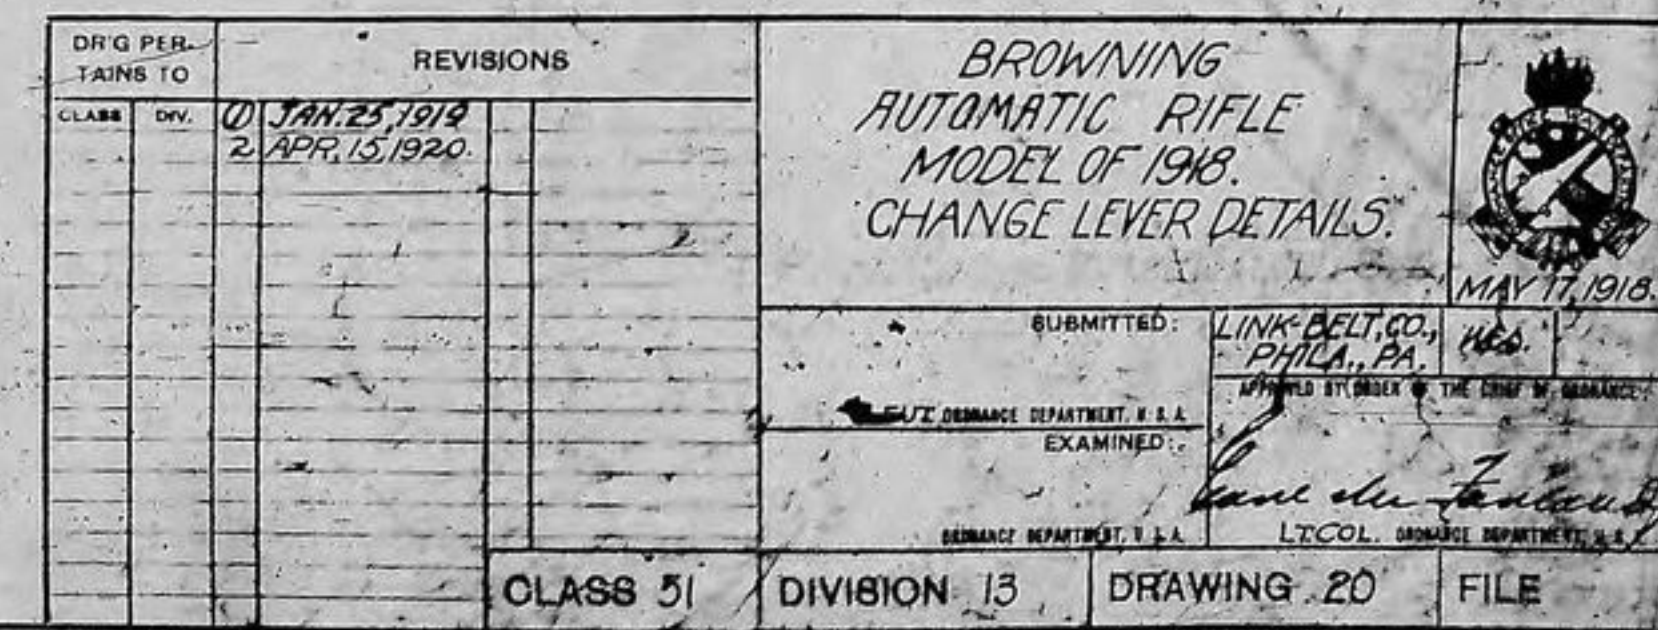 DR'G PER-
TAINS TO
REVISIONS
CLASS DIV.
1 JAN. 25, 1919
2 APR. 15, 1920.
BROWNING
AUTOMATIC RIFLE
MODEL OF 1918.
CHANGE LEVER DETAILS.
MAY 17, 1918.
SUBMITTED:
LINK-BELT, CO.,
PHILA., PA.
APPROVED BY ORDER OF THE CHIEF OF ORDNANCE:
ORDNANCE DEPARTMENT, U.S.A.
EXAMINED:
ORDNANCE DEPARTMENT, U.S.A.
LT. COL. ORDNANCE DEPARTMENT, U.S.A.
CLASS 51
DIVISION 13
DRAWING 20
FILE